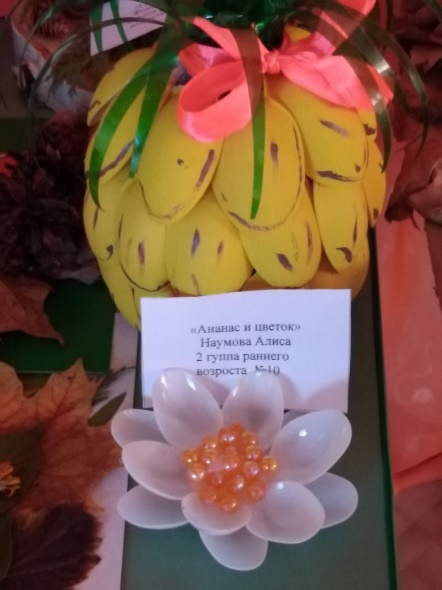 «Ананас и цветок»
Наумова Алиса
2 гуппа раннего
возроста №10